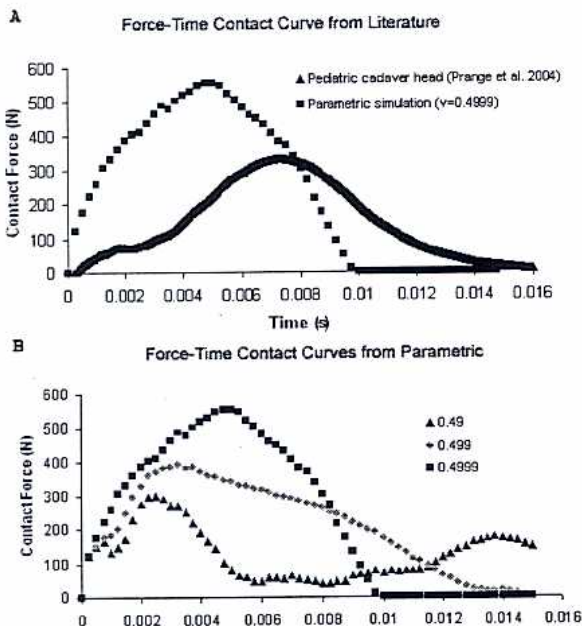 A
Force-Time Contact Curve from Literature
Contact Force (N)
600
500
400
300
200
100
0
▲ Pediatric cadaver head (Prange et al. 2004)
■ Parametric simulation (v=0.4999)
0 0.002 0.004 0.006 0.008 0.01 0.012 0.014 0.016
Time (s)
B
Force-Time Contact Curves from Parametric
Contact Force (N)
600
500
400
300
200
100
0
▲ 0.49
◆ 0.499
■ 0.4999
0 0.002 0.004 0.006 0.008 0.01 0.012 0.014 0.016